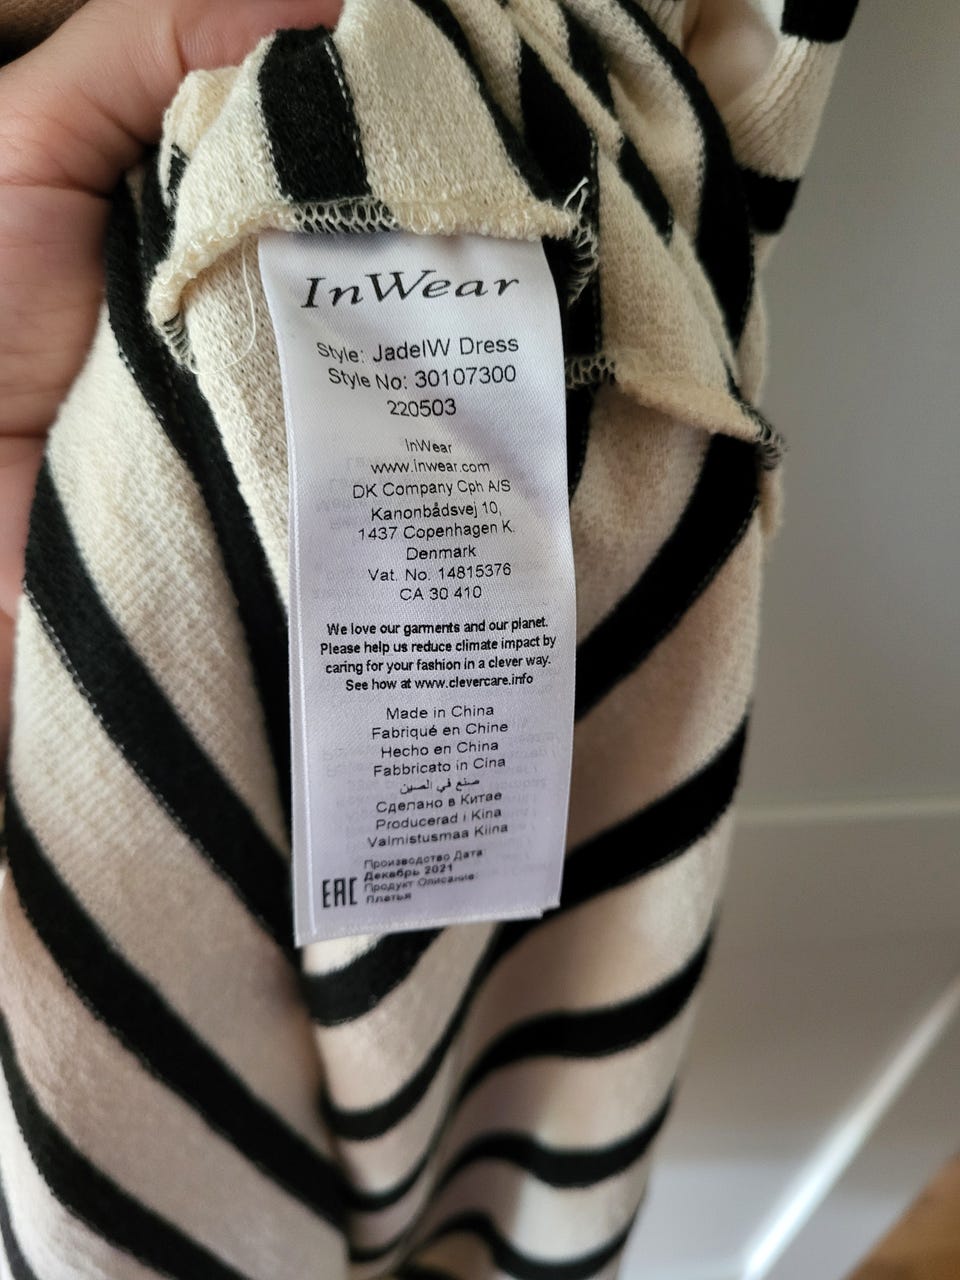 InWear
Style: JadeIW Dress
Style No: 30107300
220503
InWear
www.inwear.com
DK Company Cph A/S
Kanonbådsvej 10,
1437 Copenhagen K.
Denmark
Vat. No. 14815376
CA 30 410
We love our garments and our planet.
Please help us reduce climate impact by
caring for your fashion in a clever way.
See how at www.clevercare.info
Made in China
Fabriqué en Chine
Hecho en China
Fabbricato in Cina
صنع في الصين
Сделано в Китае
Producerad i Kina
Valmistusmaa Kiina
Производство Дата:
Декабрь 2021
EAC Продукт Описание:
Платья